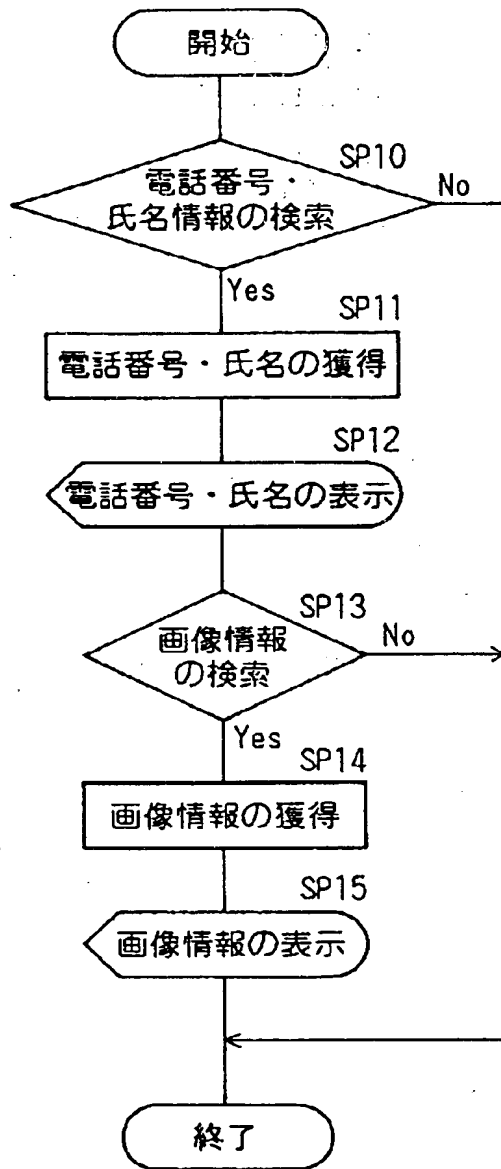 開始
SP10
電話番号・
氏名情報の検索
No
Yes
SP11
電話番号・氏名の獲得
SP12
電話番号・氏名の表示
SP13
画像情報
の検索
No
Yes
SP14
画像情報の獲得
SP15
画像情報の表示
終了